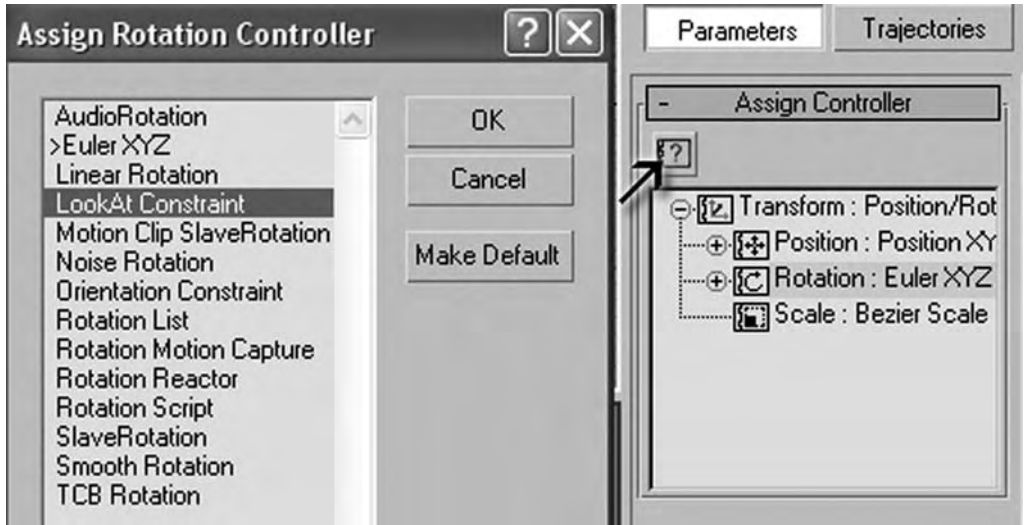 Assign Rotation Controller
AudioRotation
>Euler XYZ
Linear Rotation
LookAt Constraint
Motion Clip SlaveRotation
Noise Rotation
Orientation Constraint
Rotation List
Rotation Motion Capture
Rotation Reactor
Rotation Script
SlaveRotation
Smooth Rotation
TCB Rotation
OK
Cancel
Make Default
Parameters
Trajectories
- Assign Controller
?
Transform : Position/Rot
Position : Position XY
Rotation : Euler XYZ
Scale : Bezier Scale